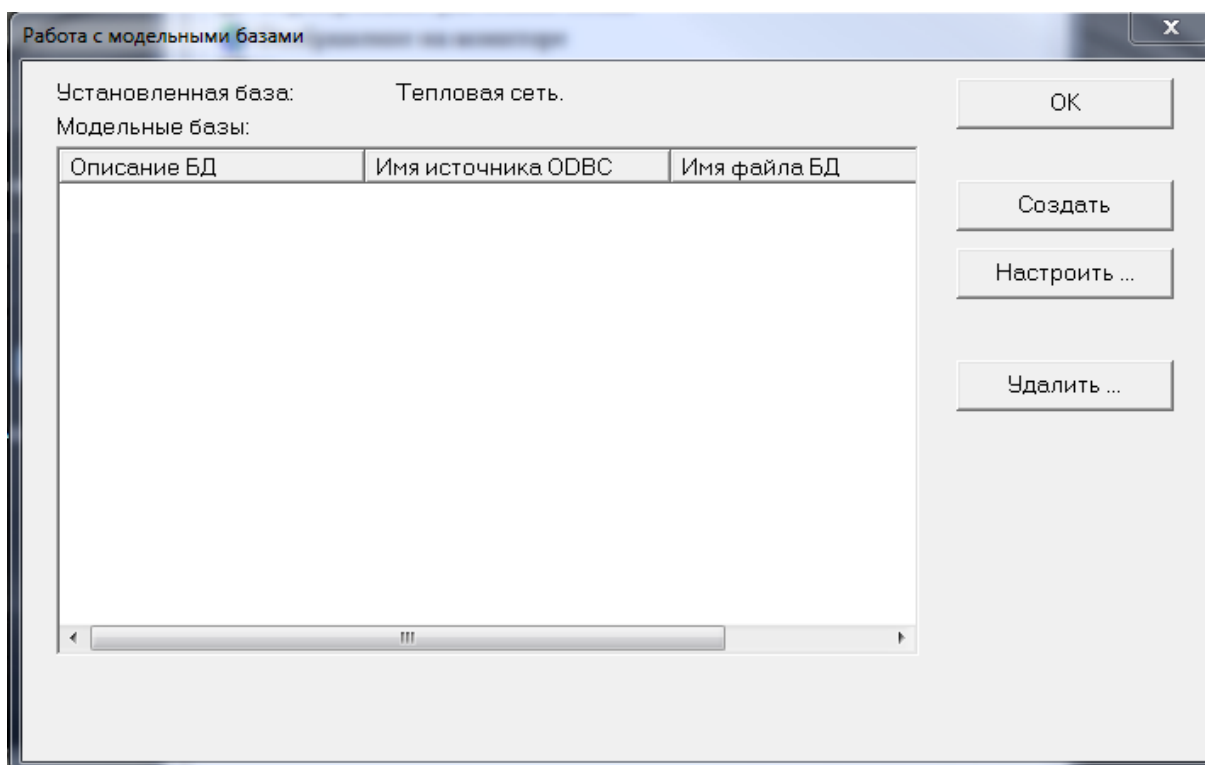 Работа с модельными базами
Установленная база: Тепловая сеть.
Модельные базы:
Описание БД Имя источника ODBC Имя файла БД
OK
Создать
Настроить ...
Удалить ...